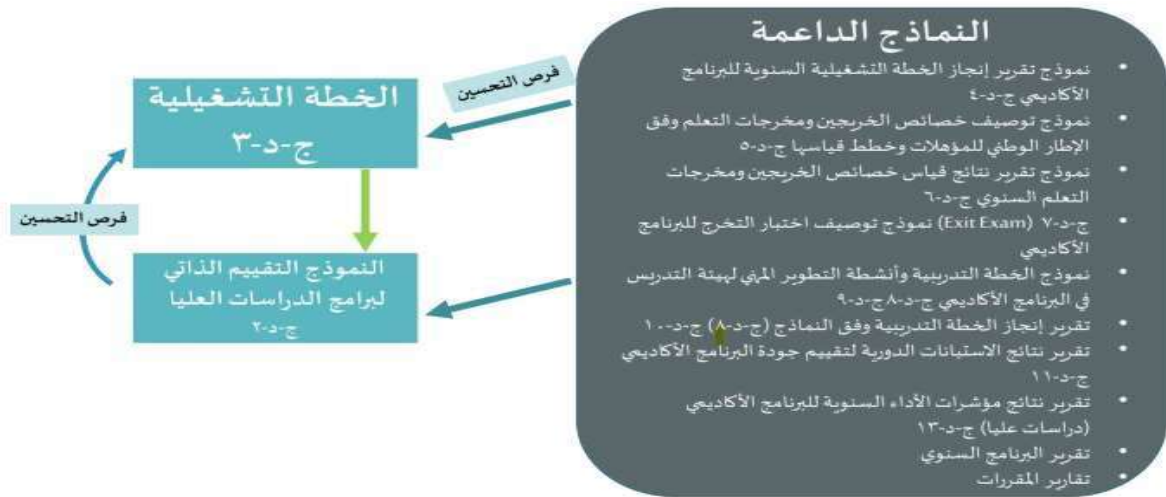 النماذج الداعمة
• نموذج تقرير إنجاز الخطة التشغيلية السنوية للبرنامج
الأكاديمي ج-د-٤
• نموذج توصيف خصائص الخريجين ومخرجات التعلم وفق
الإطار الوطني للمؤهلات وخطط قياسها ج-د-٥
• نموذج تقرير نتائج قياس خصائص الخريجين ومخرجات
التعلم السنوي ج-د-٦
• ج-د-٧ (Exit Exam) نموذج توصيف اختبار التخرج للبرنامج
الأكاديمي
• نموذج الخطة التدريبية وأنشطة التطوير المهني لهيئة التدريس
في البرنامج الأكاديمي ج-د-٨ ج-د-٩
• تقرير إنجاز الخطة التدريبية وفق النماذج (ج-د-٨) ج-د-١٠
• تقرير نتائج الاستبانات الدورية لتقييم جودة البرنامج الأكاديمي
ج-د-١١
• تقرير نتائج مؤشرات الأداء السنوية للبرنامج الأكاديمي
(دراسات عليا) ج-د-١٣
• تقرير البرنامج السنوي
• تقارير المقررات
فرص التحسين
الخطة التشغيلية
ج-د-٣
فرص التحسين
النموذج التقييم الذاتي
لبرامج الدراسات العليا
ج-د-٢